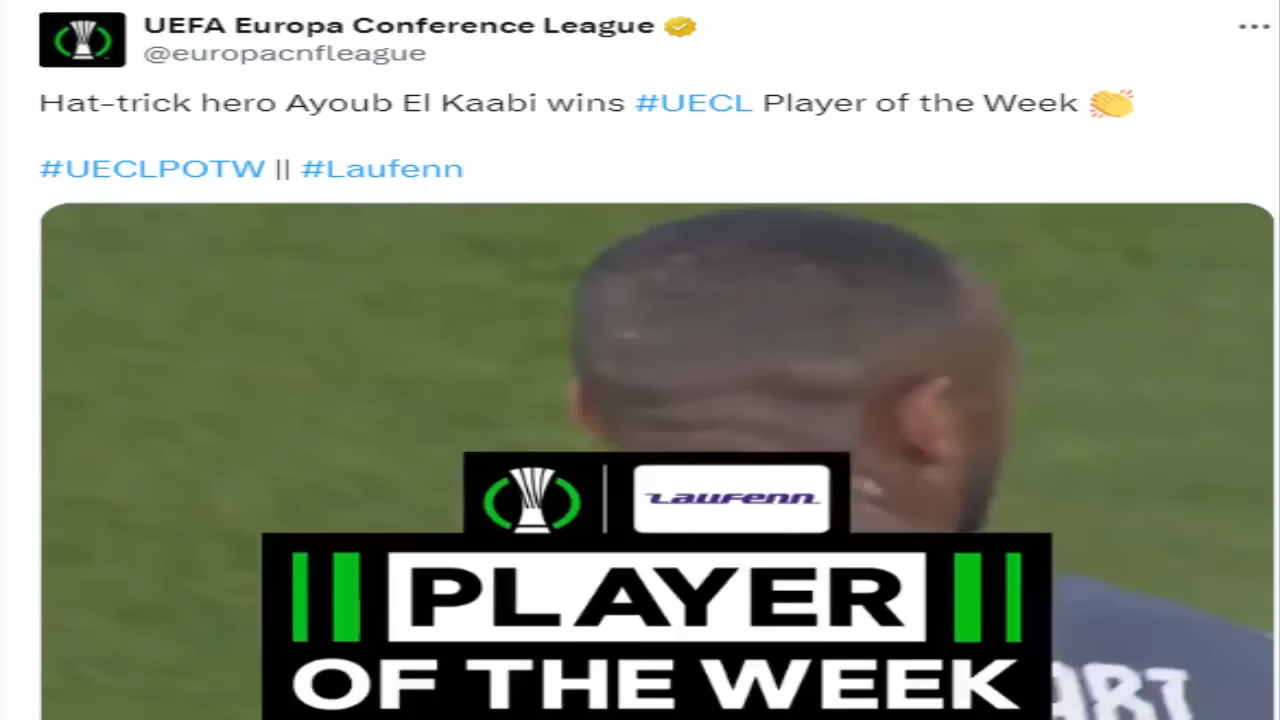 UEFA Europa Conference League
@europacnfleague
Hat-trick hero Ayoub El Kaabi wins #UECL Player of the Week 👏
#UECLPOTW || #Laufenn
Laufenn
PLAYER
OF THE WEEK